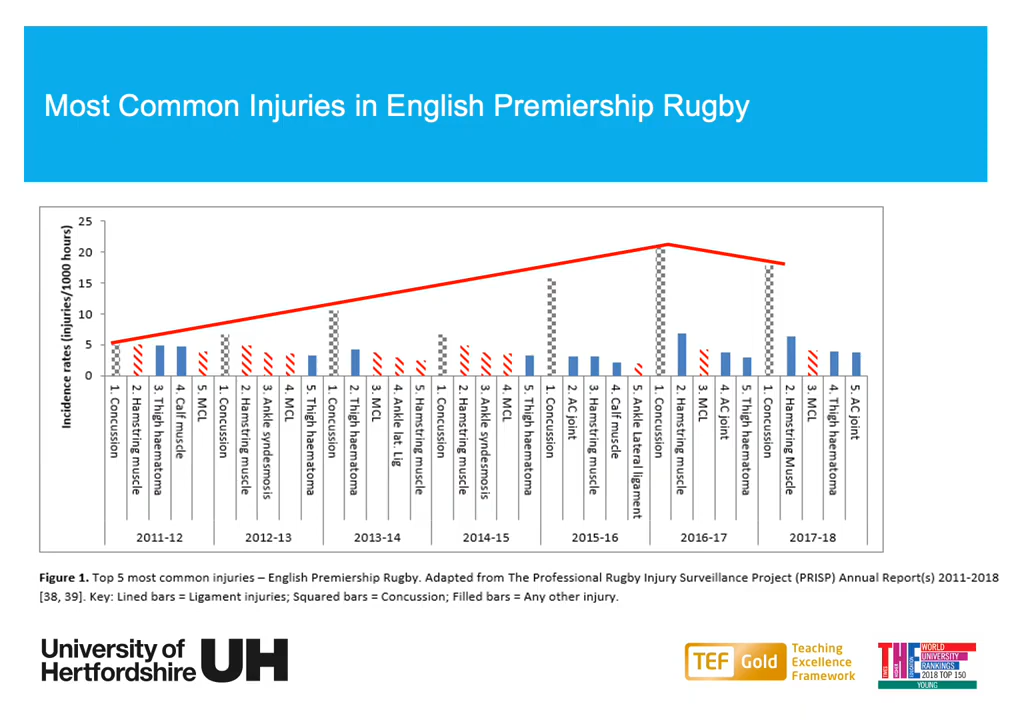 Most Common Injuries in English Premiership Rugby
Incidence rates (injuries/1000 hours)
25
20
15
10
5
0
1. Concussion
2. Hamstring muscle
3. Thigh haematoma
4. Calf muscle
5. MCL
1. Concussion
2. Hamstring muscle
3. Ankle syndesmosis
4. MCL
5. Thigh haematoma
1. Concussion
2. Thigh haematoma
3. MCL
4. Ankle lat. Lig
5. Hamstring muscle
1. Concussion
2. Hamstring muscle
3. Ankle syndesmosis
4. MCL
5. Thigh haematoma
1. Concussion
2. AC joint
3. Hamstring muscle
4. Calf muscle
5. Ankle Lateral ligament
1. Concussion
2. Hamstring muscle
3. MCL
4. AC joint
5. Thigh haematoma
1. Concussion
2. Hamstring Muscle
3. MCL
4. Thigh haematoma
5. AC joint
2011-12
2012-13
2013-14
2014-15
2015-16
2016-17
2017-18
Figure 1. Top 5 most common injuries – English Premiership Rugby. Adapted from The Professional Rugby Injury Surveillance Project (PRISP) Annual Report(s) 2011-2018
[38, 39]. Key: Lined bars = Ligament injuries; Squared bars = Concussion; Filled bars = Any other injury.
University of
Hertfordshire UH
TEF Gold
Teaching
Excellence
Framework
THE
WORLD
UNIVERSITY
RANKINGS
2018 TOP 150
YOUNG